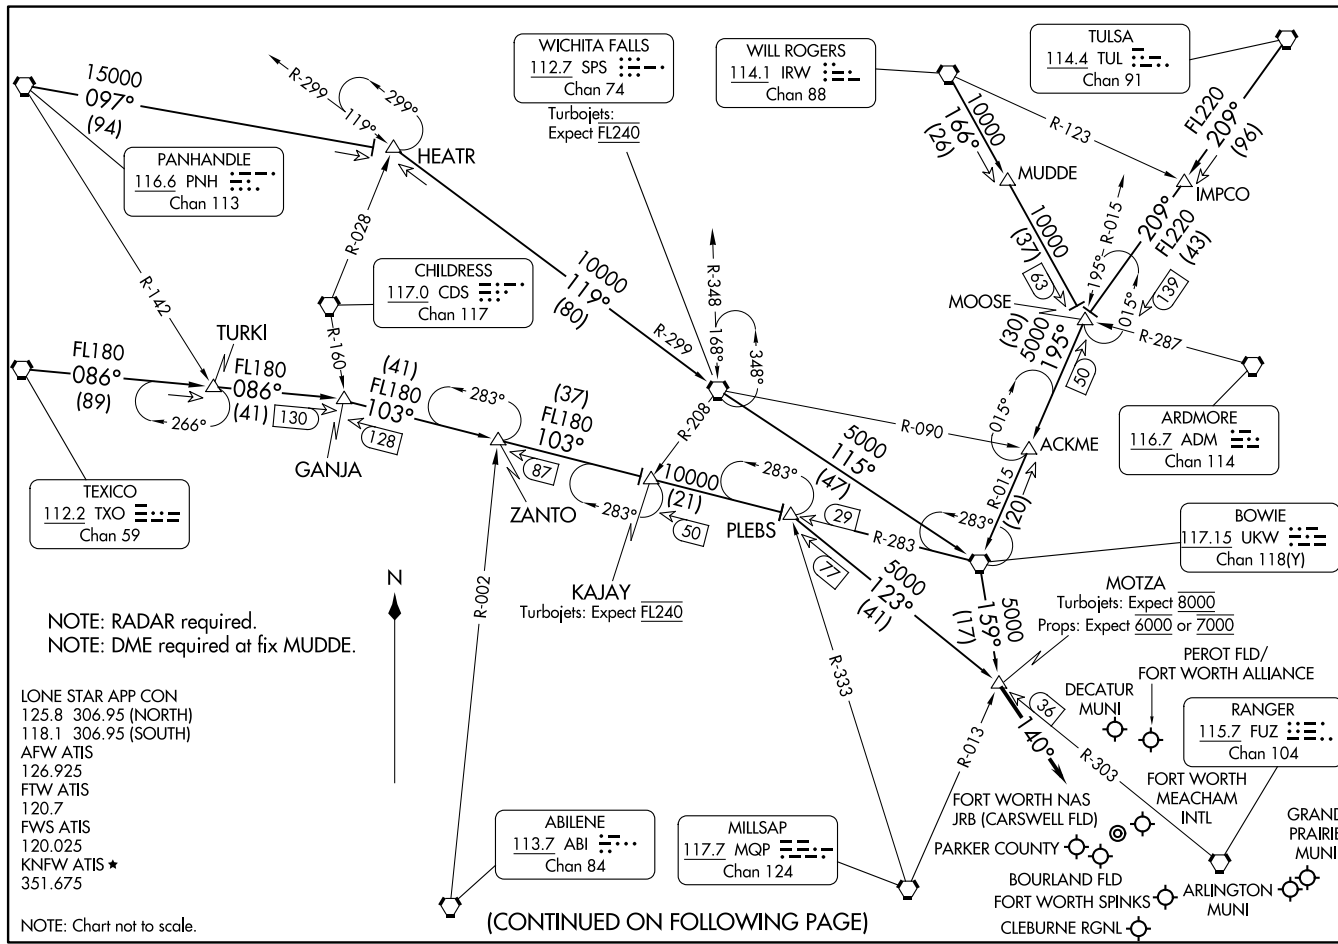 15000
097°
(94)
PANHANDLE
116.6 PNH
Chan 113
R-299
119°
299°
HEATR
WICHITA FALLS
112.7 SPS
Chan 74
Turbojets:
Expect FL240
WILL ROGERS
114.1 IRW
Chan 88
TULSA
114.4 TUL
Chan 91
10000
166°
(26)
R-123
FL220
209°
(96)
MUDDE
IMPCO
R-028
R-142
CHILDRESS
117.0 CDS
Chan 117
10000
119°
(80)
R-299
R-348
168°
348°
10000
(37)
63
R-015
195°
209°
FL220
(43)
015°
139
MOOSE
(30)
5000
195°
50
R-287
TURKI
R-160
FL180
086°
(89)
266°
FL180
086°
(41)
130
GANJA
(41)
FL180
103°
128
283°
(37)
FL180
103°
87
ZANTO
R-208
R-090
015°
ACKME
ARDMORE
116.7 ADM
Chan 114
5000
115°
(47)
R-015
(20)
TEXICO
112.2 TXO
Chan 59
283°
10000
(21)
50
283°
PLEBS
29
R-283
283°
BOWIE
117.15 UKW
Chan 118(Y)
77
KAJAY
Turbojets: Expect FL240
N
R-002
5000
123°
(41)
5000
159°
(17)
MOTZA
Turbojets: Expect 8000
Props: Expect 6000 or 7000
NOTE: RADAR required.
NOTE: DME required at fix MUDDE.
R-333
PEROT FLD/
FORT WORTH ALLIANCE
DECATUR
MUNI
36
140°
R-013
R-303
RANGER
115.7 FUZ
Chan 104
LONE STAR APP CON
125.8 306.95 (NORTH)
118.1 306.95 (SOUTH)
AFW ATIS
126.925
FTW ATIS
120.7
FWS ATIS
120.025
KNFW ATIS ★
351.675
FORT WORTH
MEACHAM
INTL
FORT WORTH NAS
JRB (CARSWELL FLD)
GRAND
PRAIRIE
MUNI
ABILENE
113.7 ABI
Chan 84
MILLSAP
117.7 MQP
Chan 124
PARKER COUNTY
BOURLAND FLD
FORT WORTH SPINKS
ARLINGTON
MUNI
CLEBURNE RGNL
NOTE: Chart not to scale.
(CONTINUED ON FOLLOWING PAGE)